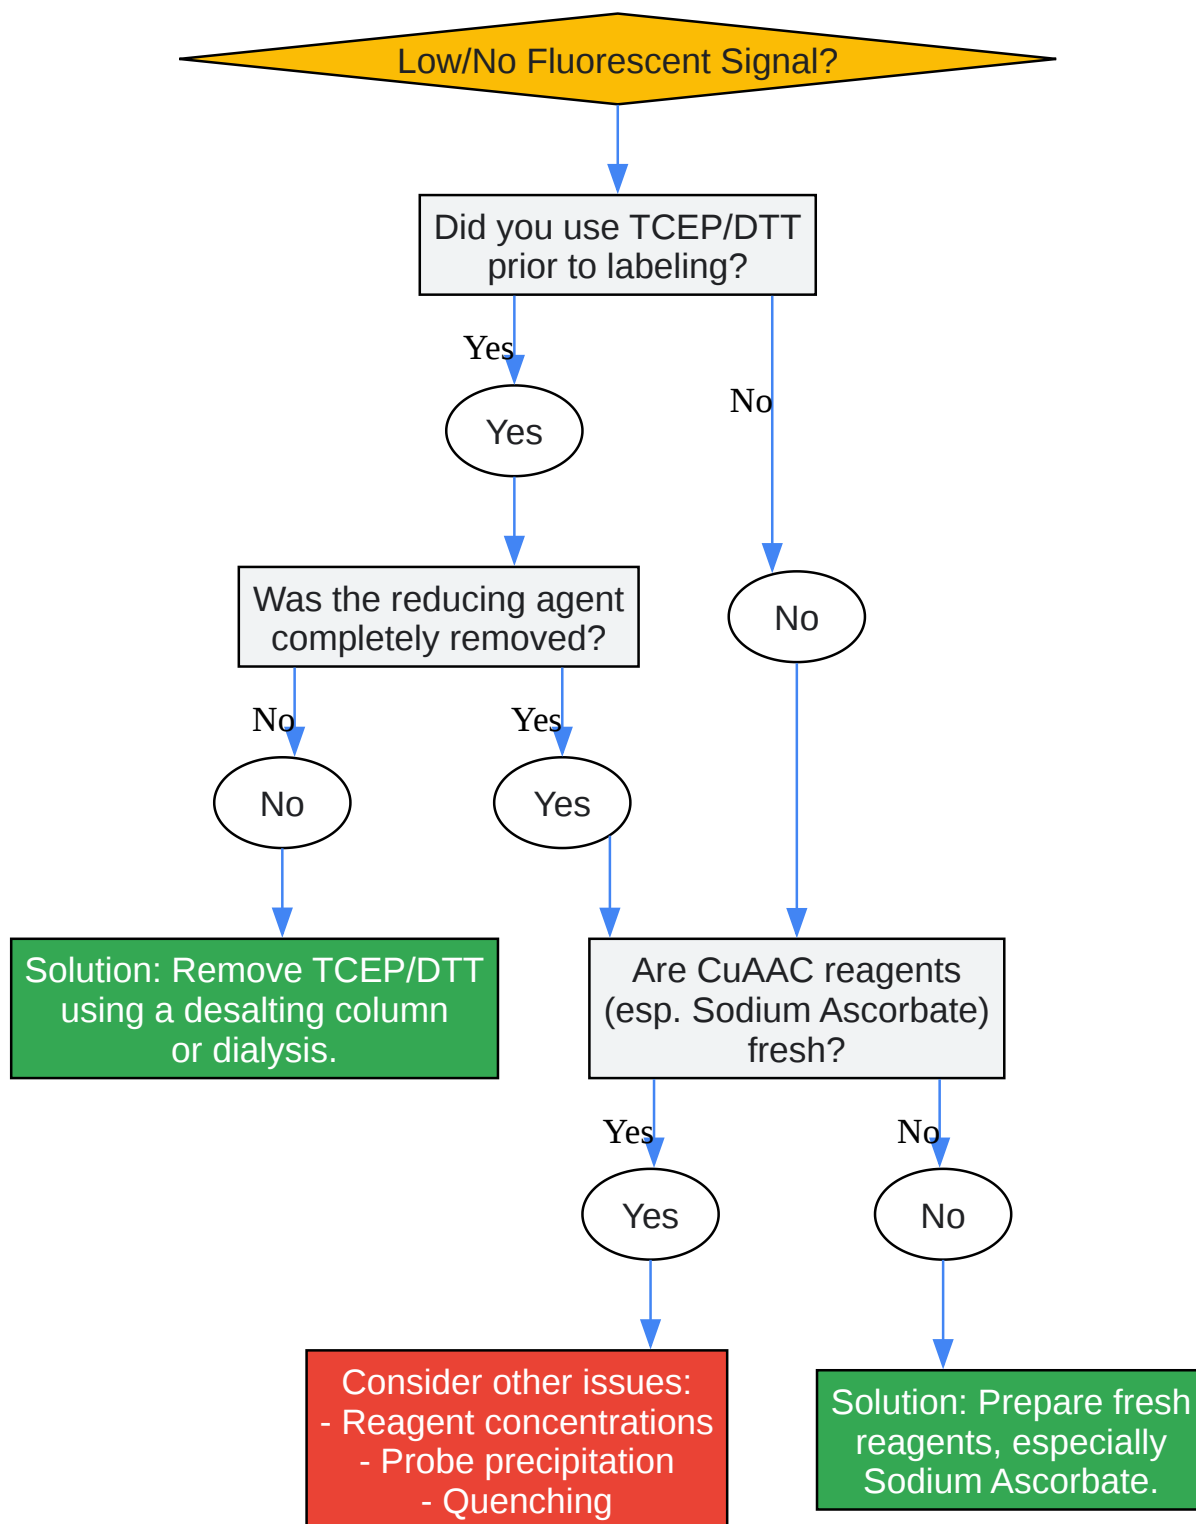 Low/No Fluorescent Signal?
Did you use TCEP/DTT
prior to labeling?
Yes
No
Yes
No
Was the reducing agent
completely removed?
No
Yes
No
Yes
Solution: Remove TCEP/DTT
using a desalting column
or dialysis.
Are CuAAC reagents
(esp. Sodium Ascorbate)
fresh?
Yes
No
Yes
No
Consider other issues:
- Reagent concentrations
- Probe precipitation
- Quenching
Solution: Prepare fresh
reagents, especially
Sodium Ascorbate.